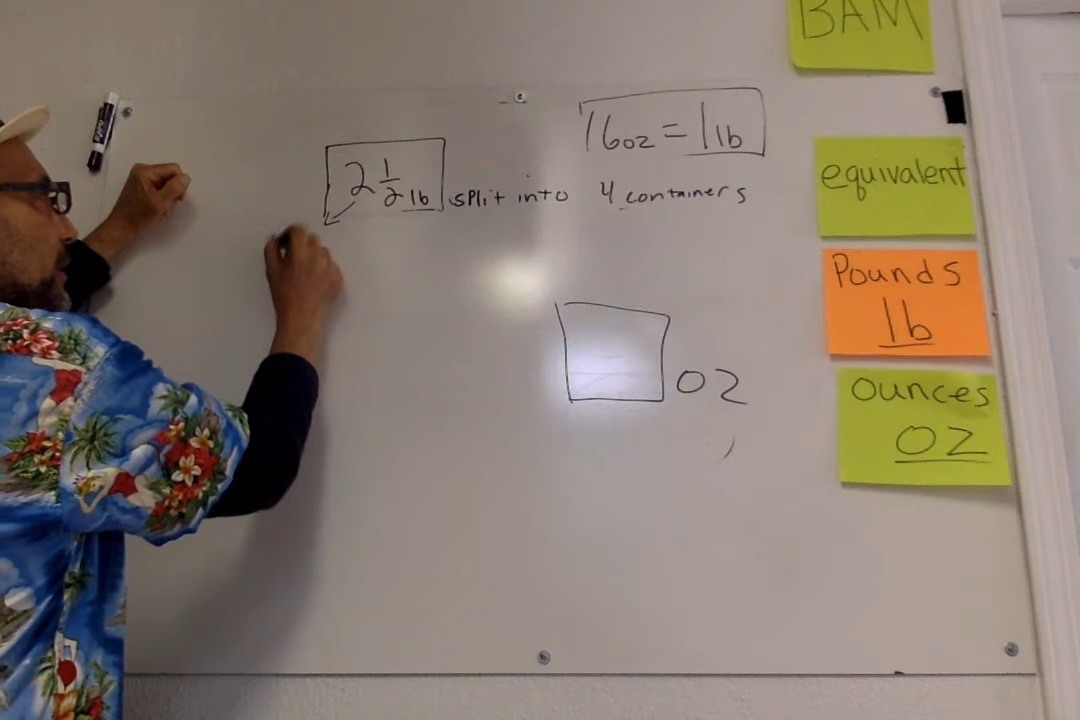 BAM
16oz = 1lb
2 1/2 lb split into 4 containers
equivalent
Pounds
lb
oz
ounces
oz